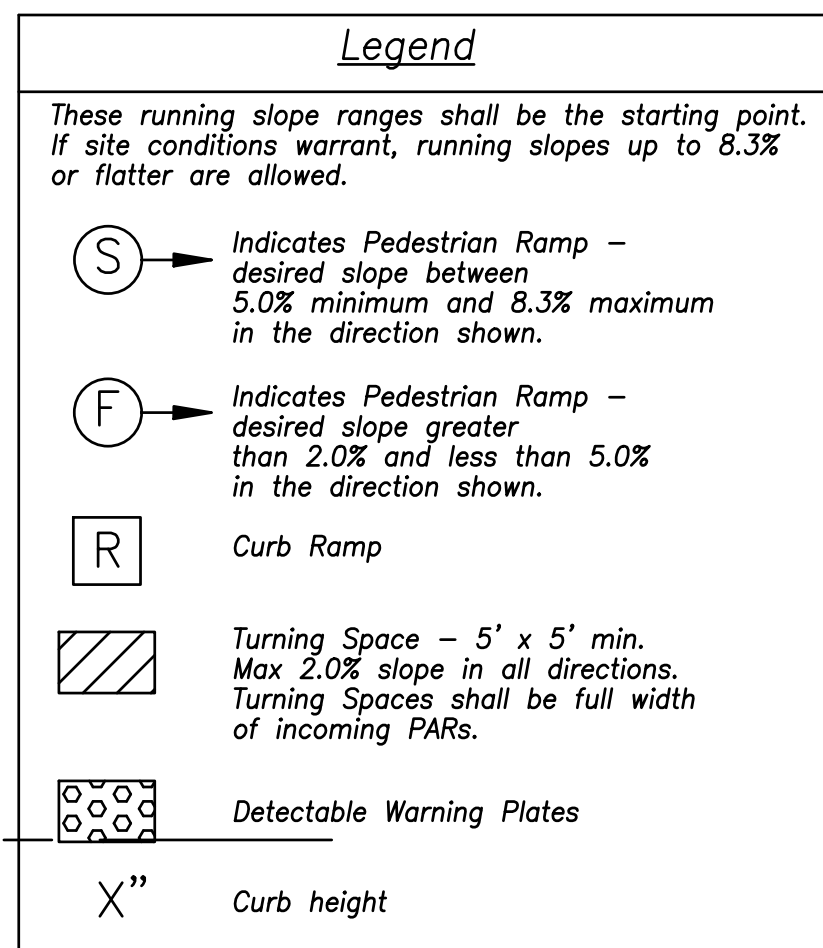 Legend
These running slope ranges shall be the starting point.
If site conditions warrant, running slopes up to 8.3%
or flatter are allowed.
S
Indicates Pedestrian Ramp –
desired slope between
5.0% minimum and 8.3% maximum
in the direction shown.
F
Indicates Pedestrian Ramp –
desired slope greater
than 2.0% and less than 5.0%
in the direction shown.
R Curb Ramp
Turning Space – 5' x 5' min.
Max 2.0% slope in all directions.
Turning Spaces shall be full width
of incoming PARs.
Detectable Warning Plates
X” Curb height